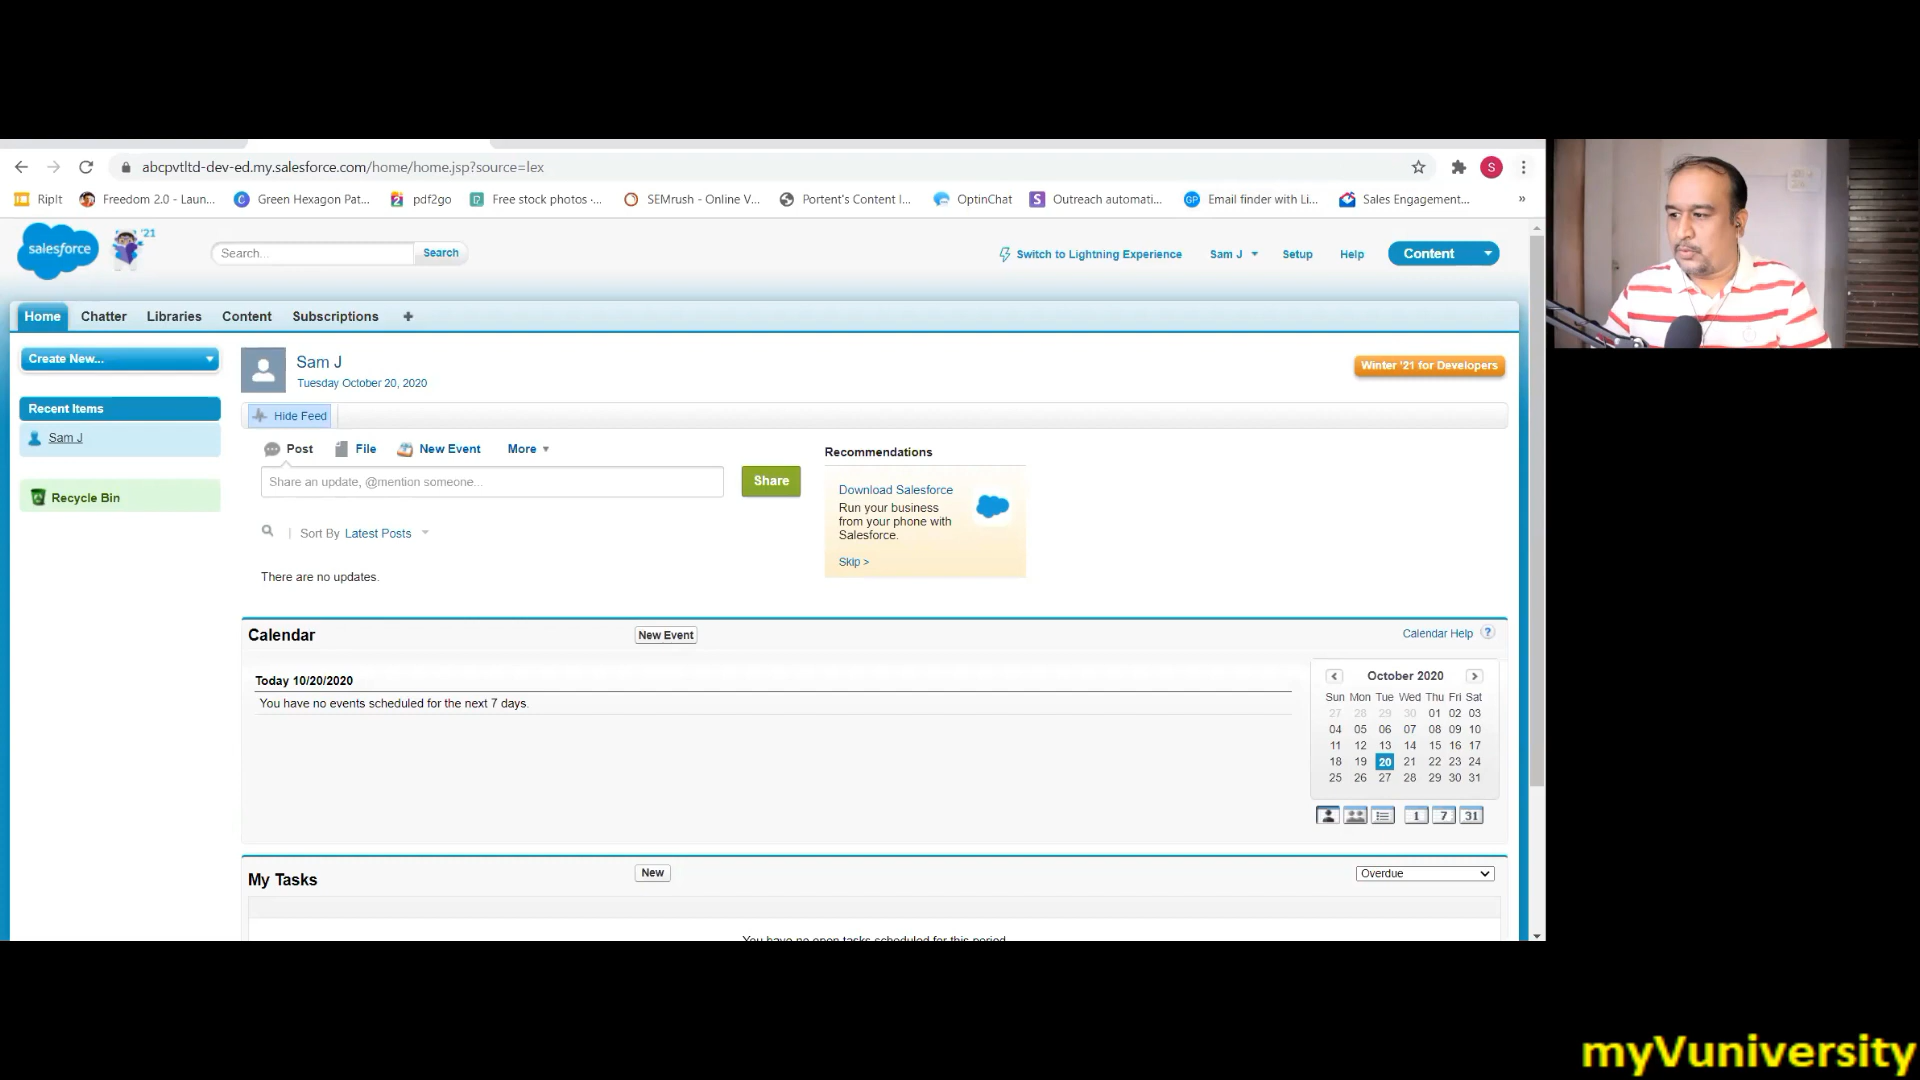 abcpvtltd-dev-ed.my.salesforce.com/home/home.jsp?source=lex
S
RipIt
Freedom 2.0 - Laun...
Green Hexagon Pat...
pdf2go
Free stock photos -...
SEMrush - Online V...
Portent's Content I...
OptinChat
Outreach automati...
Email finder with Li...
Sales Engagement...
»
salesforce
'21
Search...
Search
Switch to Lightning Experience
Sam J
Setup
Help
Content
Home
Chatter
Libraries
Content
Subscriptions
+
Create New...
Recent Items
Sam J
Recycle Bin
Sam J
Tuesday October 20, 2020
Winter '21 for Developers
Hide Feed
Post
File
New Event
More
Share an update, @mention someone...
Share
Sort By Latest Posts
There are no updates.
Recommendations
Download Salesforce
Run your business
from your phone with
Salesforce.
Skip >
Calendar
New Event
Calendar Help ?
Today 10/20/2020
You have no events scheduled for the next 7 days.
October 2020
Sun Mon Tue Wed Thu Fri Sat
27 28 29 30 01 02 03
04 05 06 07 08 09 10
11 12 13 14 15 16 17
18 19 20 21 22 23 24
25 26 27 28 29 30 31
1 7 31
My Tasks
New
Overdue
You have no open tasks scheduled for this period.
myVuniversity